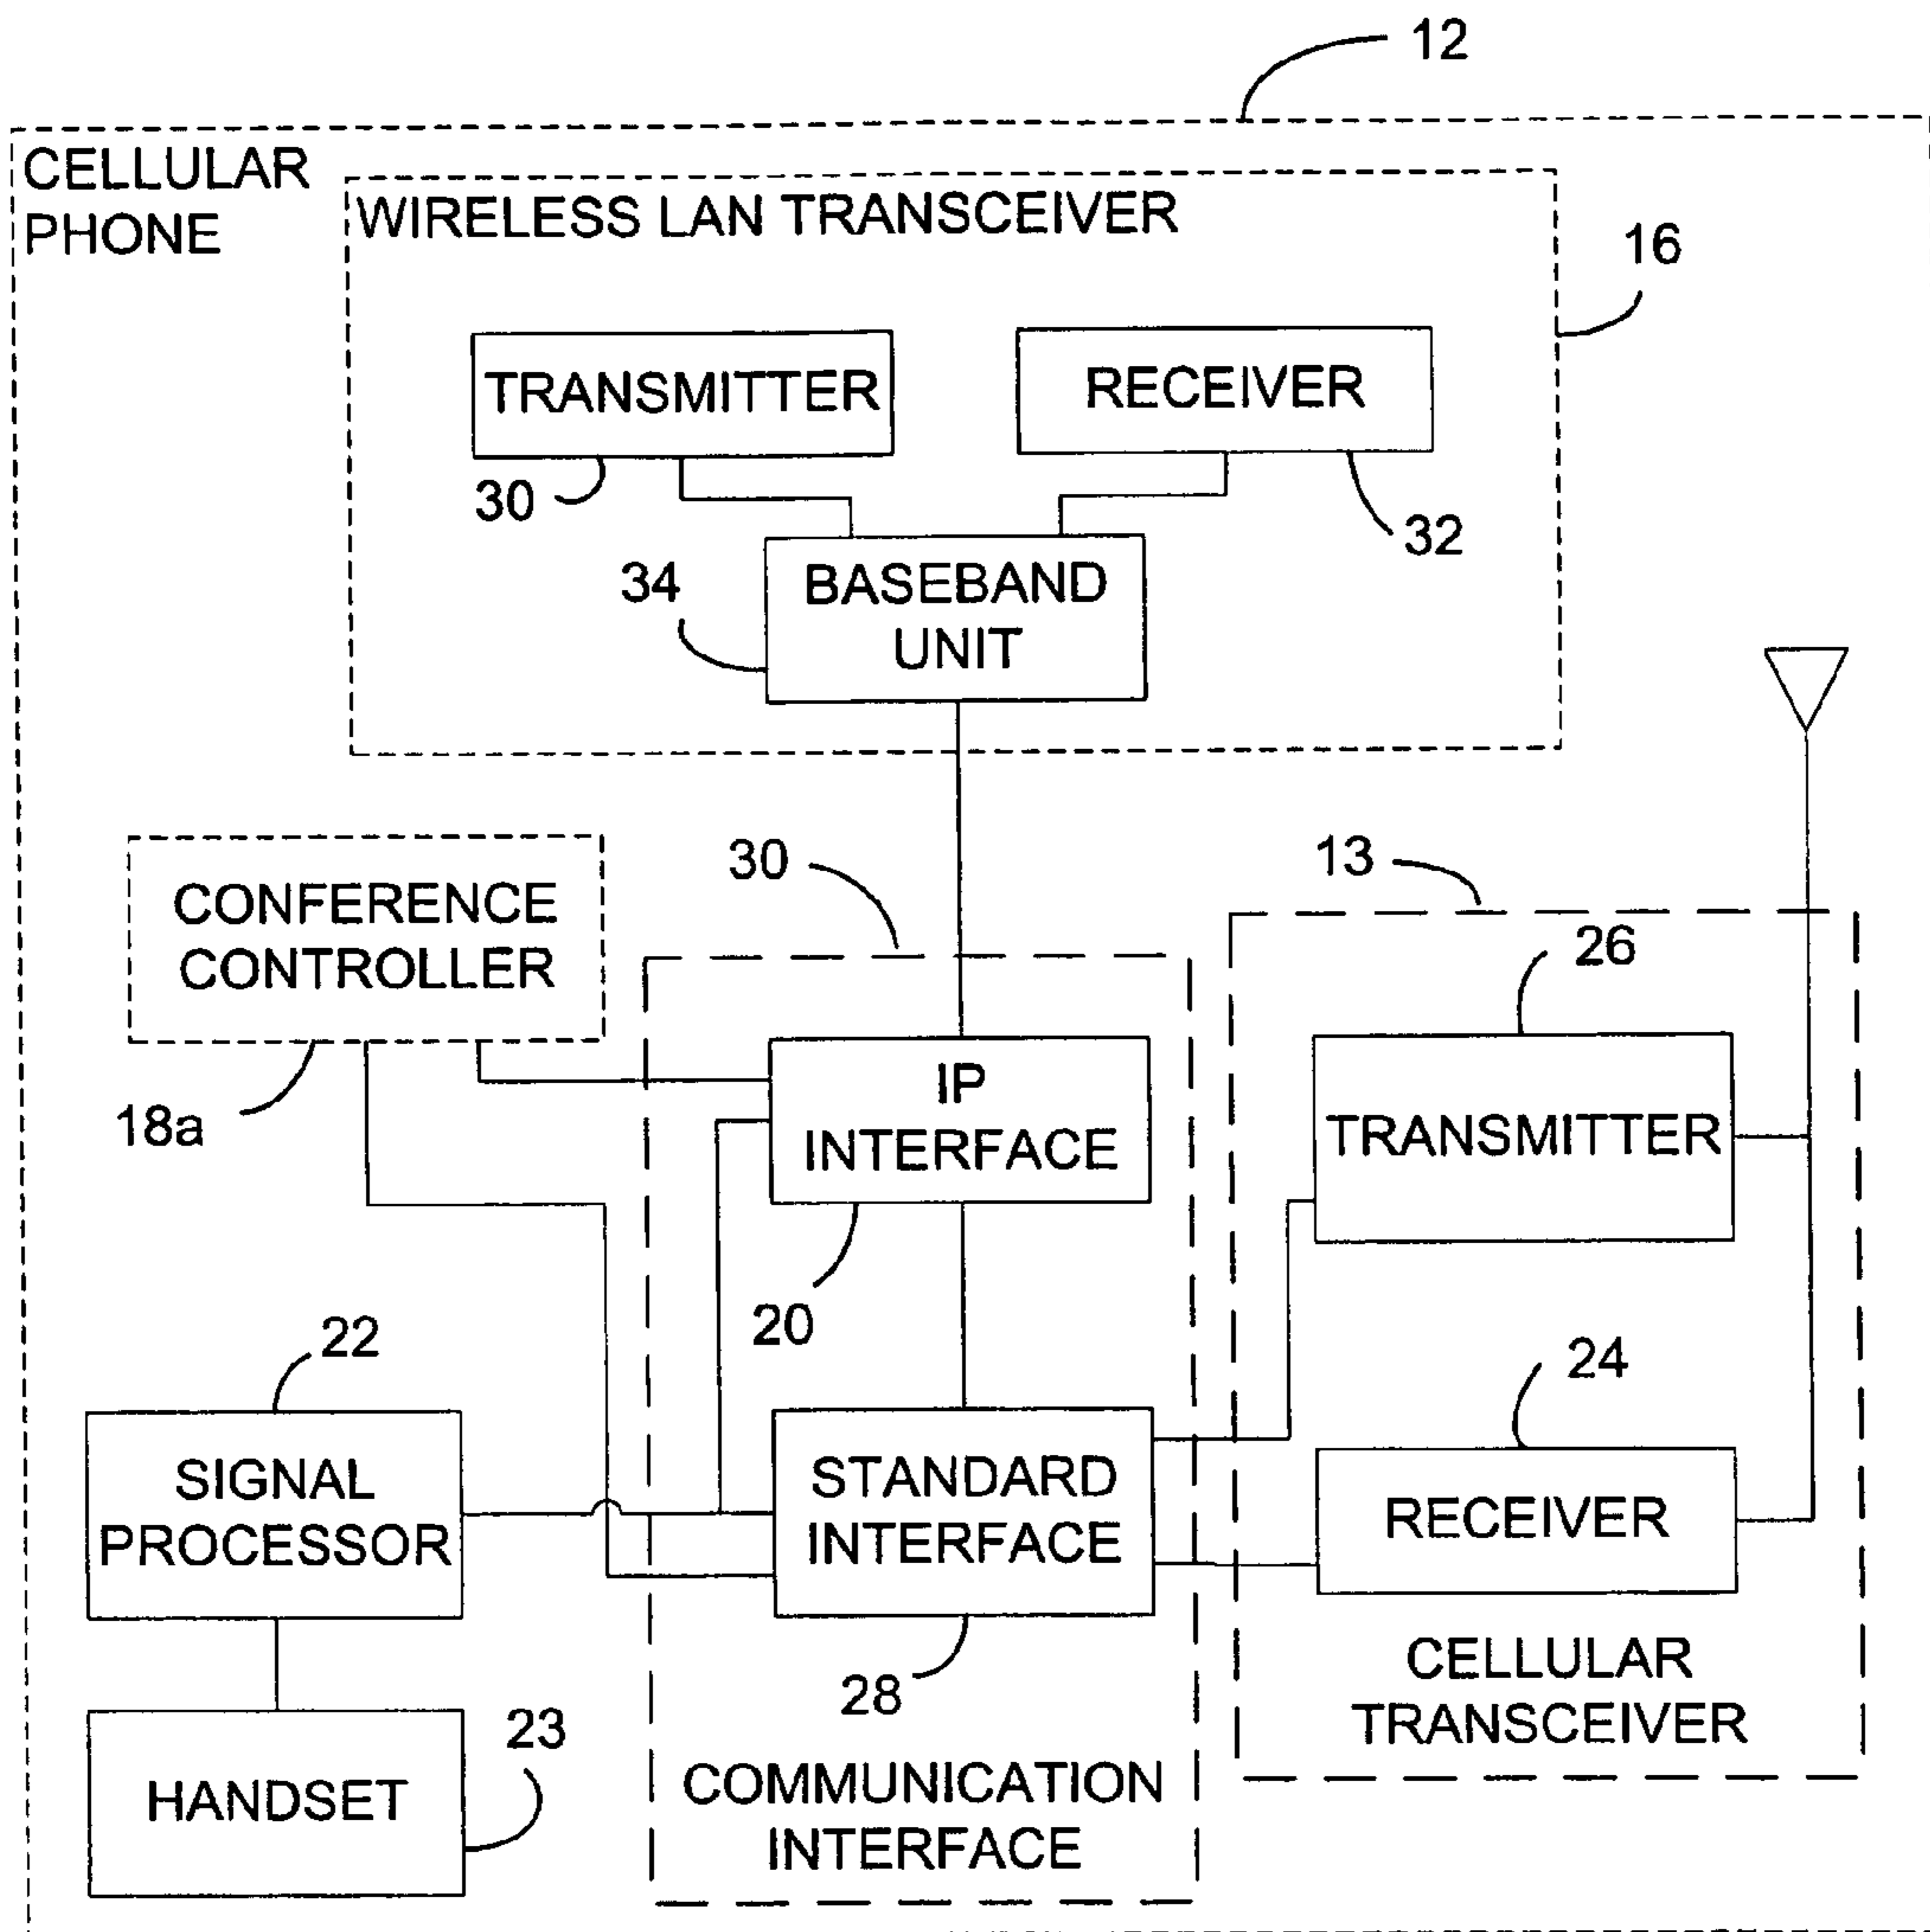 12
CELLULAR
PHONE
WIRELESS LAN TRANSCEIVER
16
TRANSMITTER
RECEIVER
30
32
34
BASEBAND
UNIT
30
13
CONFERENCE
CONTROLLER
26
18a
IP
INTERFACE
TRANSMITTER
20
22
24
SIGNAL
PROCESSOR
STANDARD
INTERFACE
RECEIVER
28
CELLULAR
TRANSCEIVER
23
HANDSET
COMMUNICATION
INTERFACE